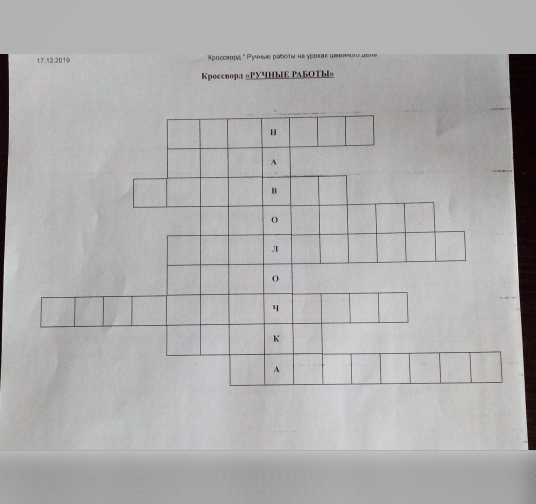 17.12.2019
Кроссворд " Ручные работы на уроках швейного дела
Кроссворд «РУЧНЫЕ РАБОТЫ»
Н
А
В
О
Л
О
Ч
К
А